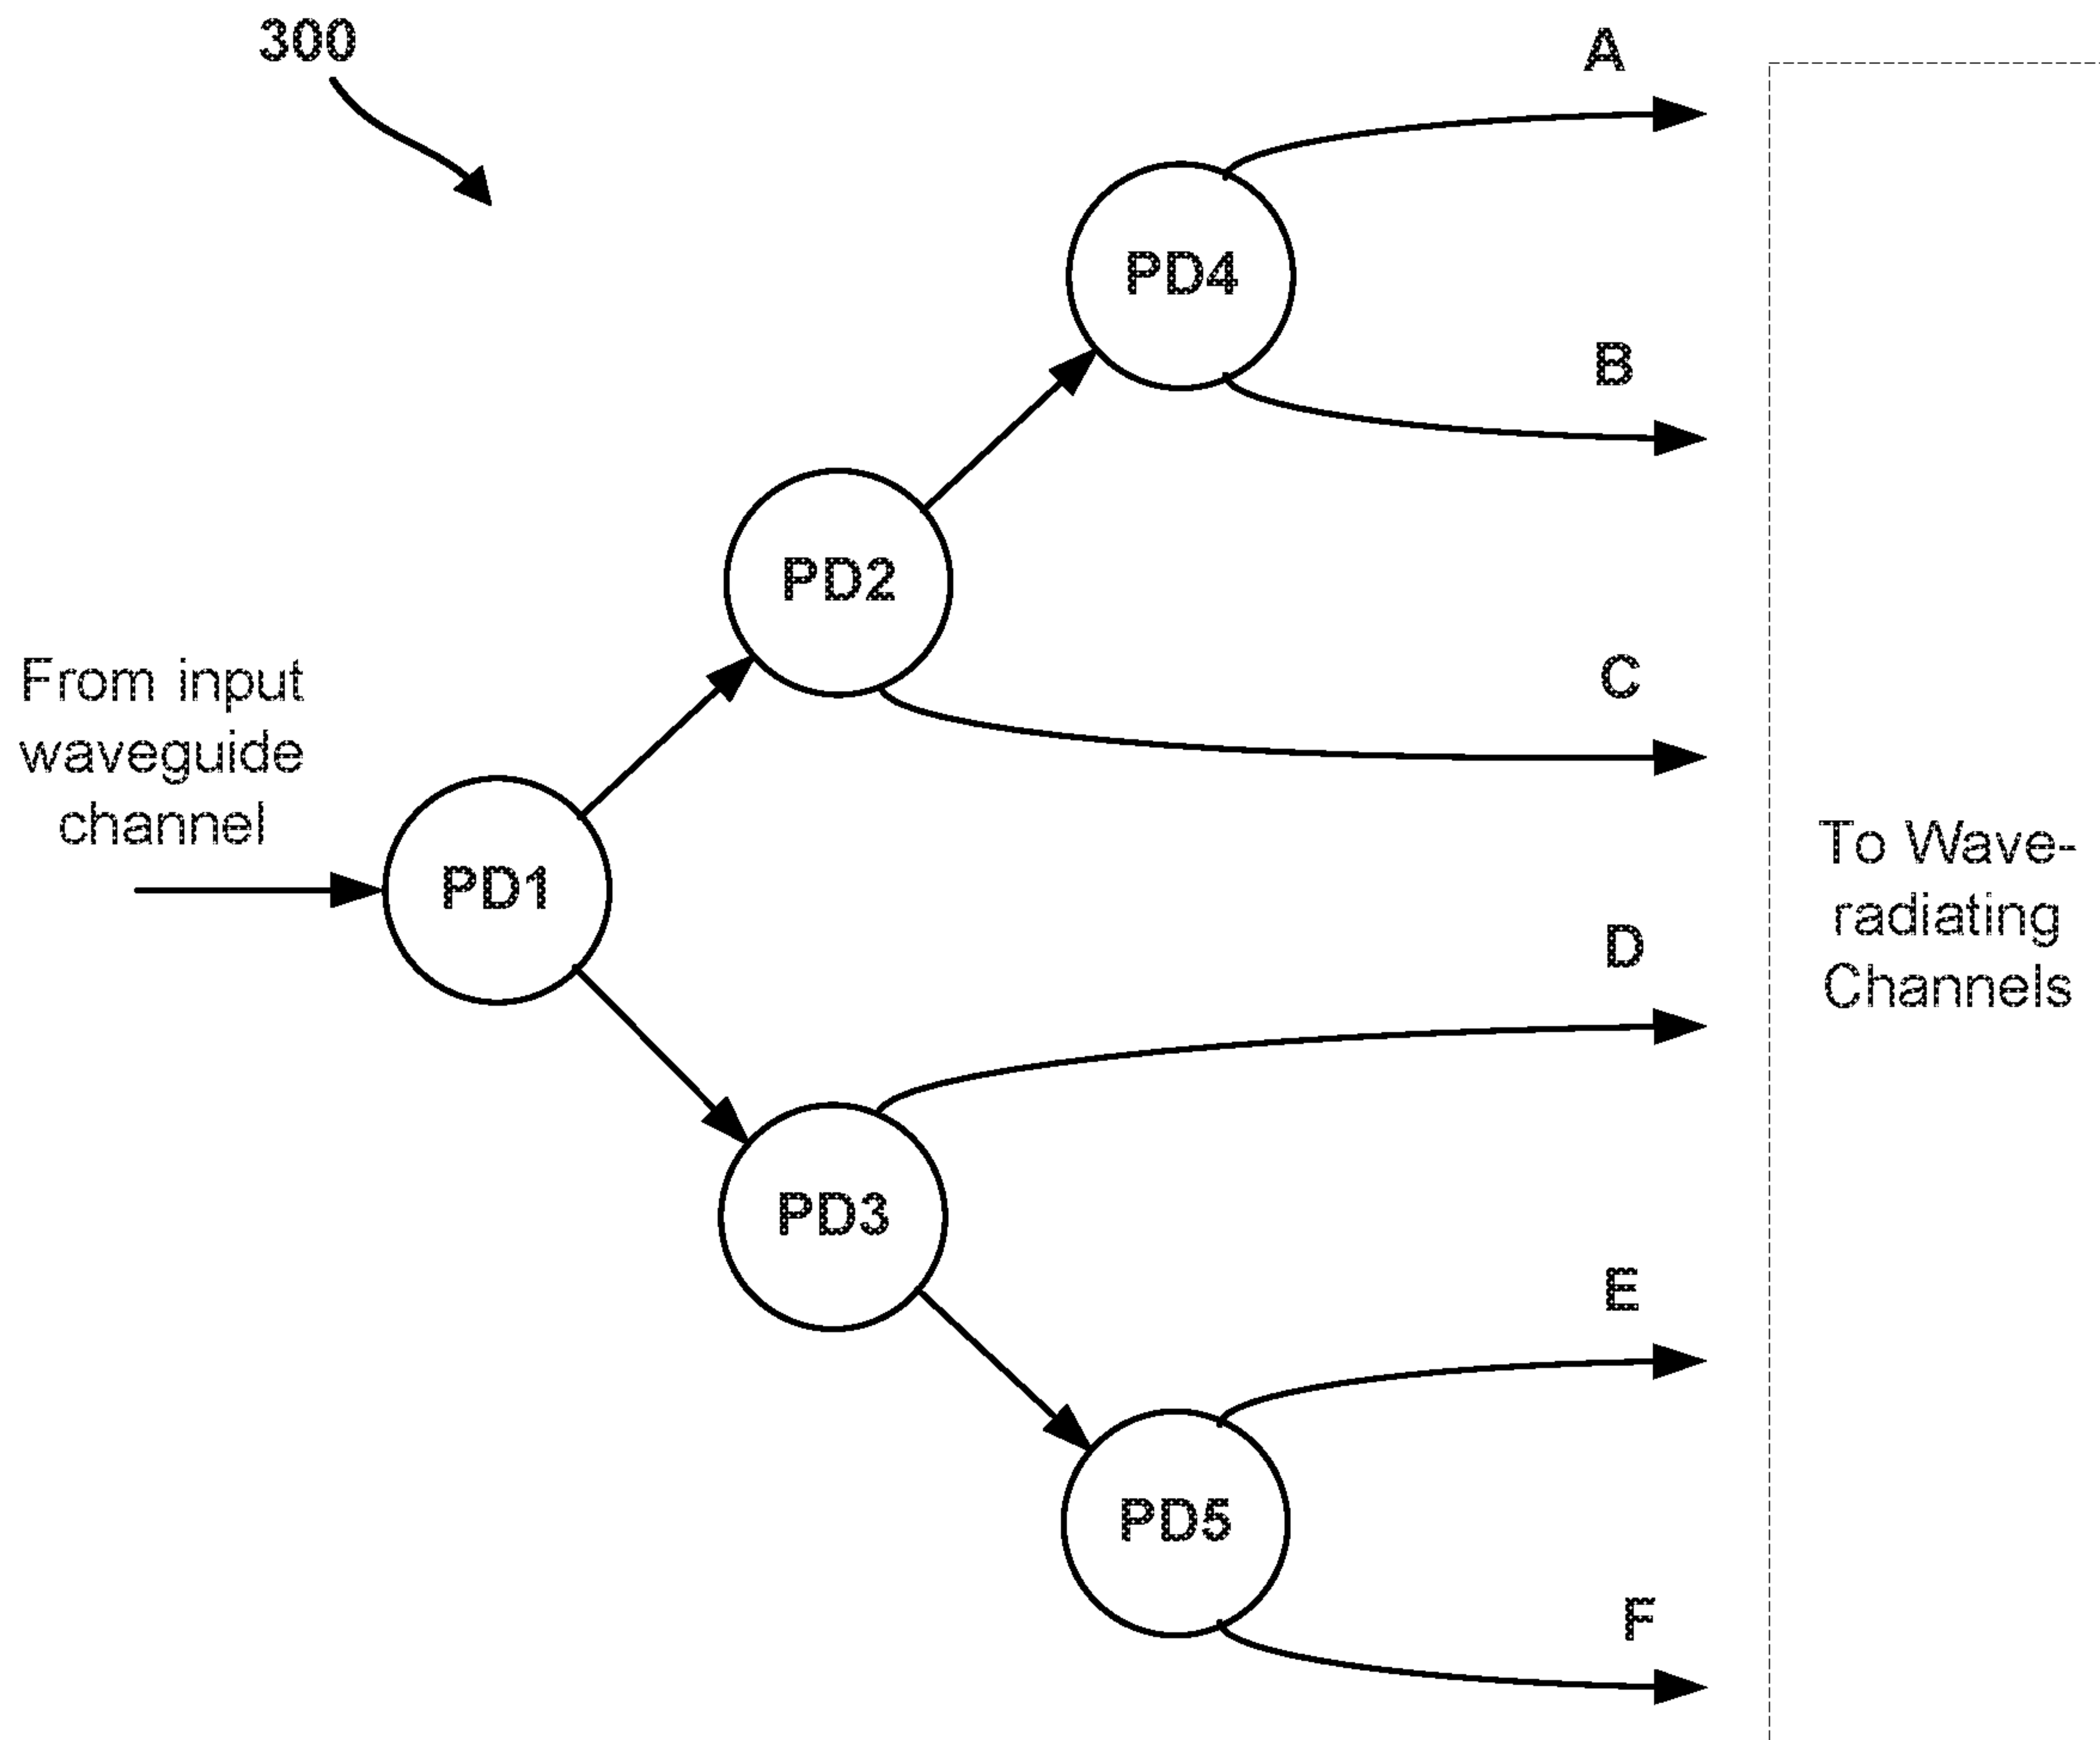 300
A
PD4
B
PD2
C
From input
waveguide
channel
PD1
To Wave-
radiating
Channels
D
PD3
E
PD5
F